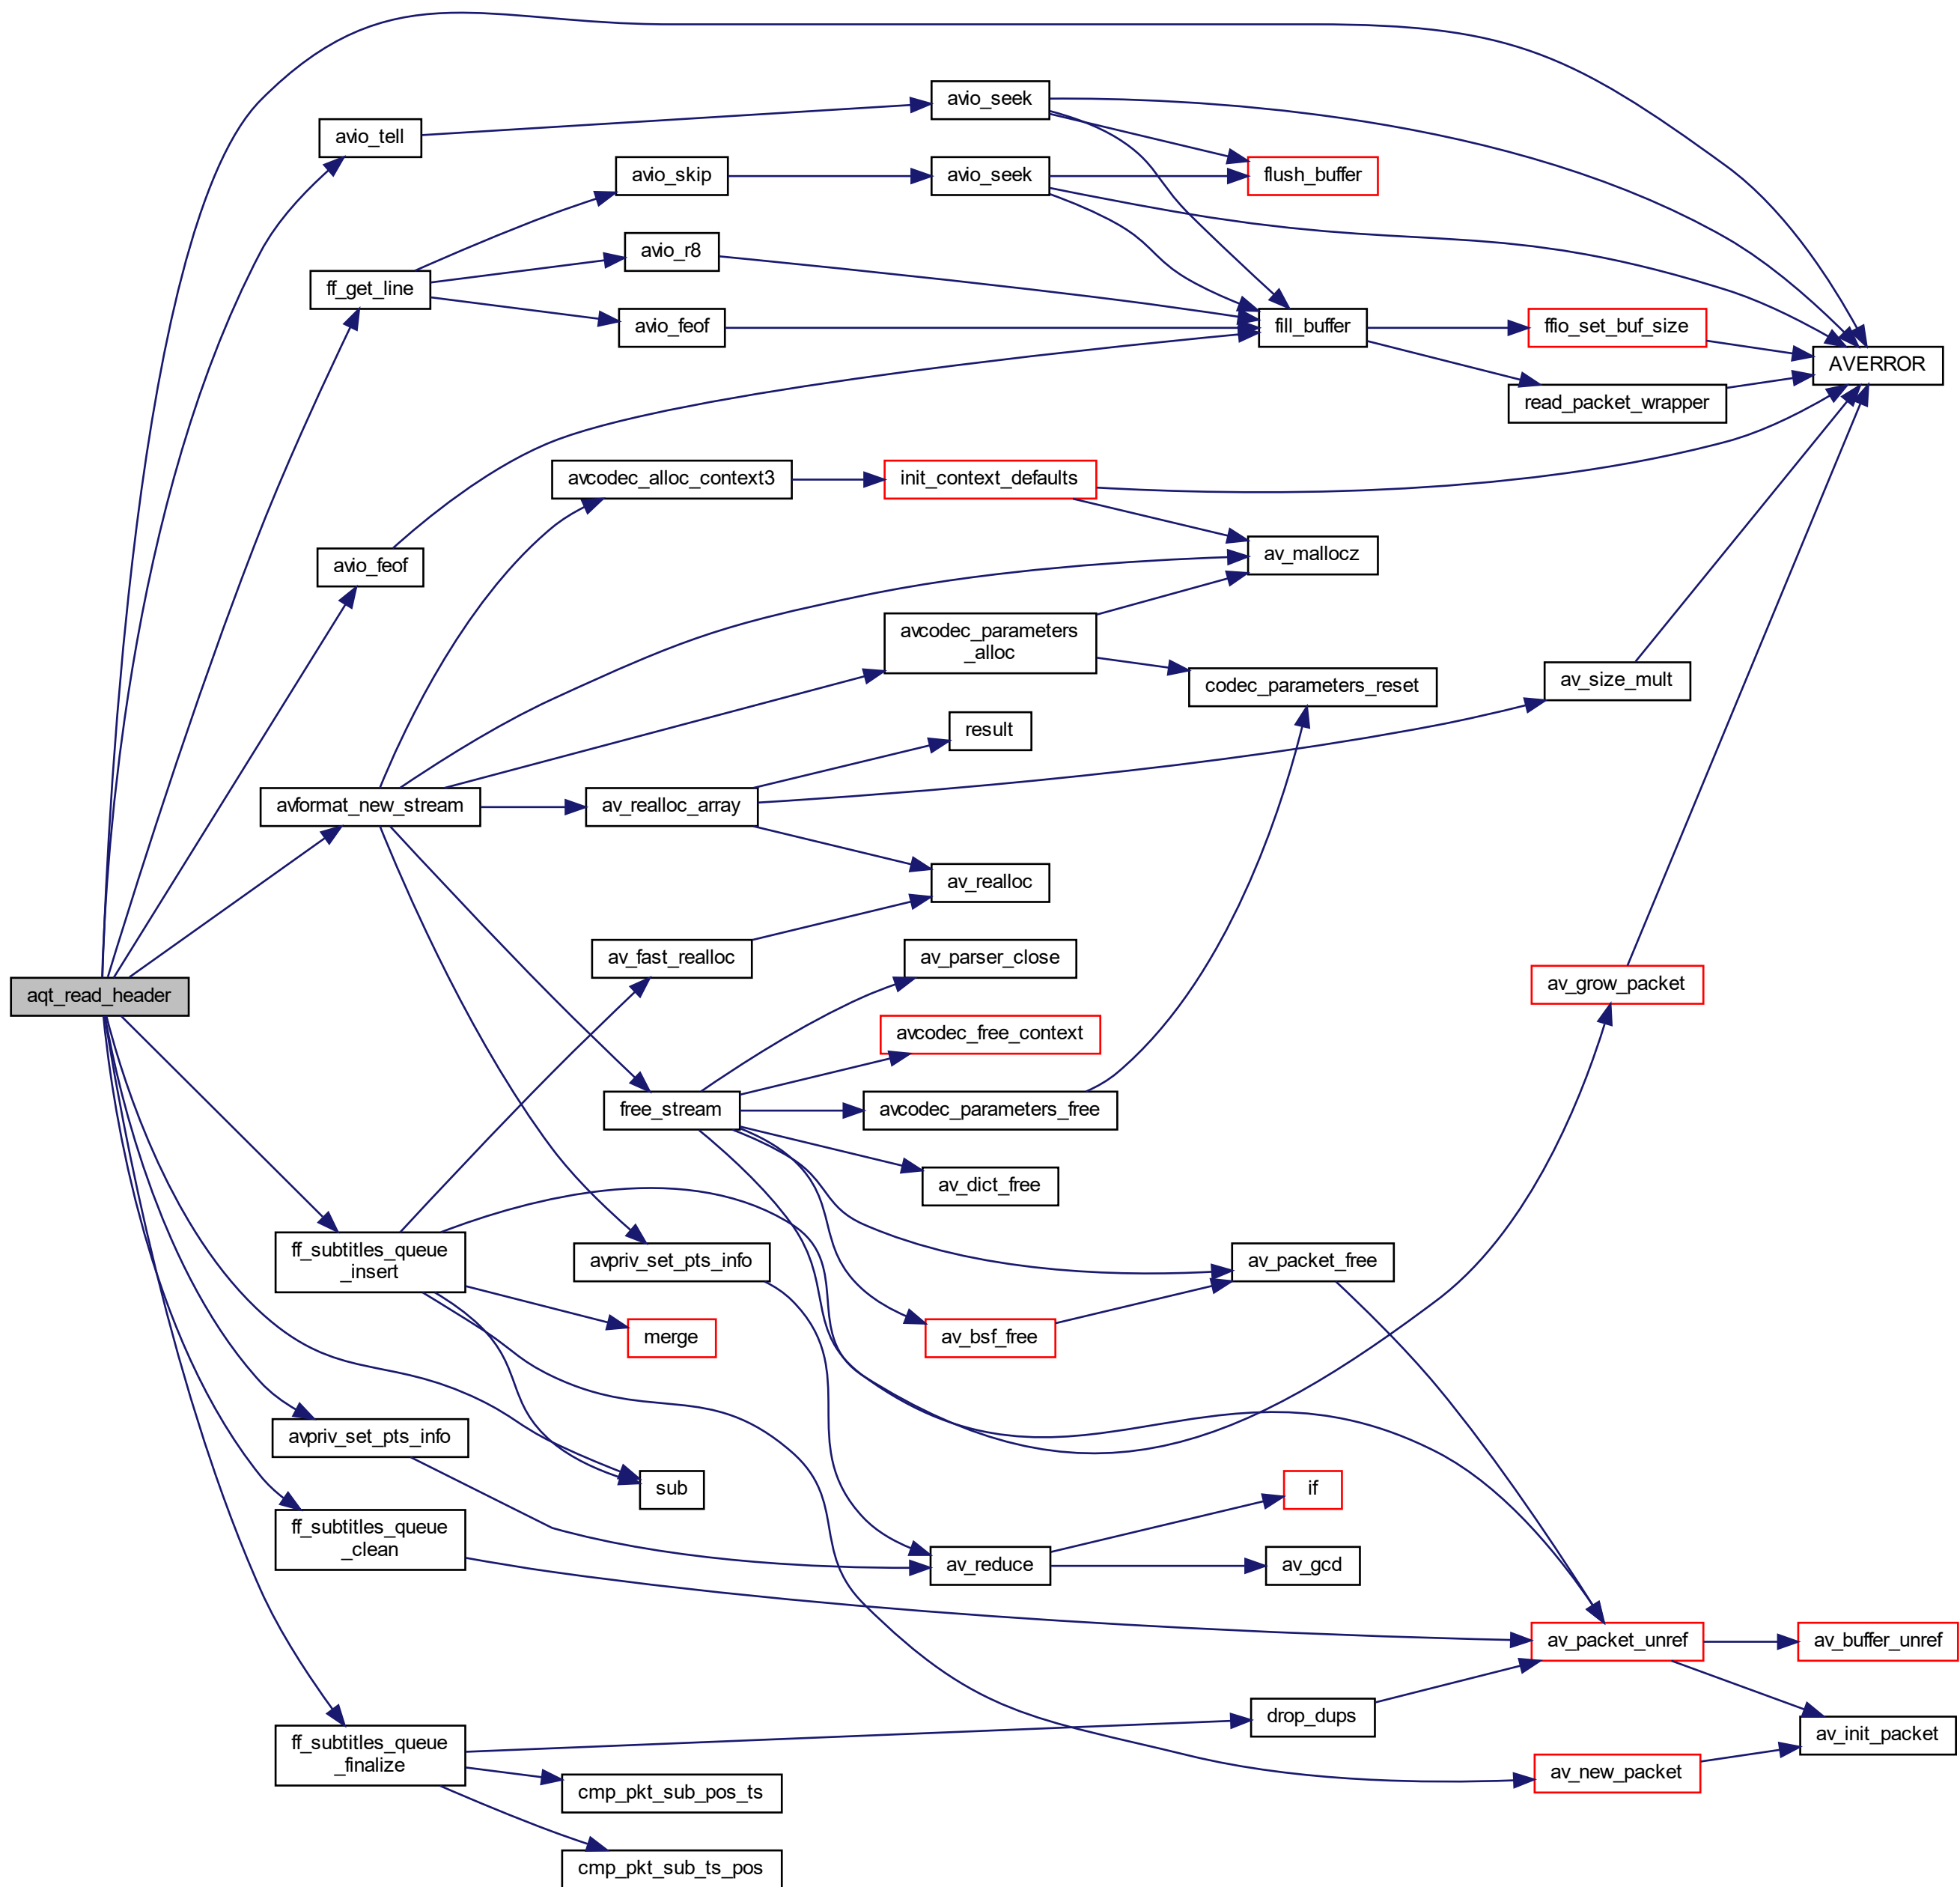 avio_seek
avio_tell
avio_skip
avio_seek
flush_buffer
avio_r8
ff_get_line
avio_feof
fill_buffer
ffio_set_buf_size
AVERROR
read_packet_wrapper
avcodec_alloc_context3
init_context_defaults
avio_feof
av_mallocz
avcodec_parameters
_alloc
codec_parameters_reset
av_size_mult
result
avformat_new_stream
av_realloc_array
av_realloc
av_fast_realloc
av_parser_close
aqt_read_header
av_grow_packet
avcodec_free_context
free_stream
avcodec_parameters_free
av_dict_free
ff_subtitles_queue
_insert
avpriv_set_pts_info
av_packet_free
merge
av_bsf_free
avpriv_set_pts_info
sub
if
ff_subtitles_queue
_clean
av_reduce
av_gcd
av_packet_unref
av_buffer_unref
drop_dups
av_init_packet
ff_subtitles_queue
_finalize
cmp_pkt_sub_pos_ts
av_new_packet
cmp_pkt_sub_ts_pos